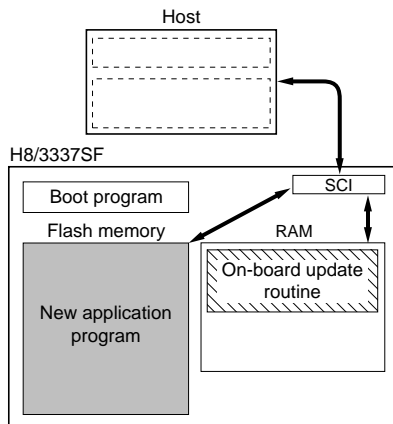 Host
H8/3337SF
SCI
Boot program
Flash memory
RAM
On-board update
routine
New application
program